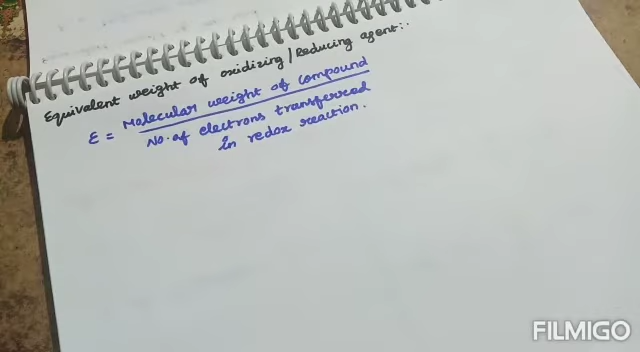 Equivalent weight of oxidizing/Reducing agent:-
E = Molecular weight of compound
No. of electrons transferred
in redox reaction.
FILMIGO